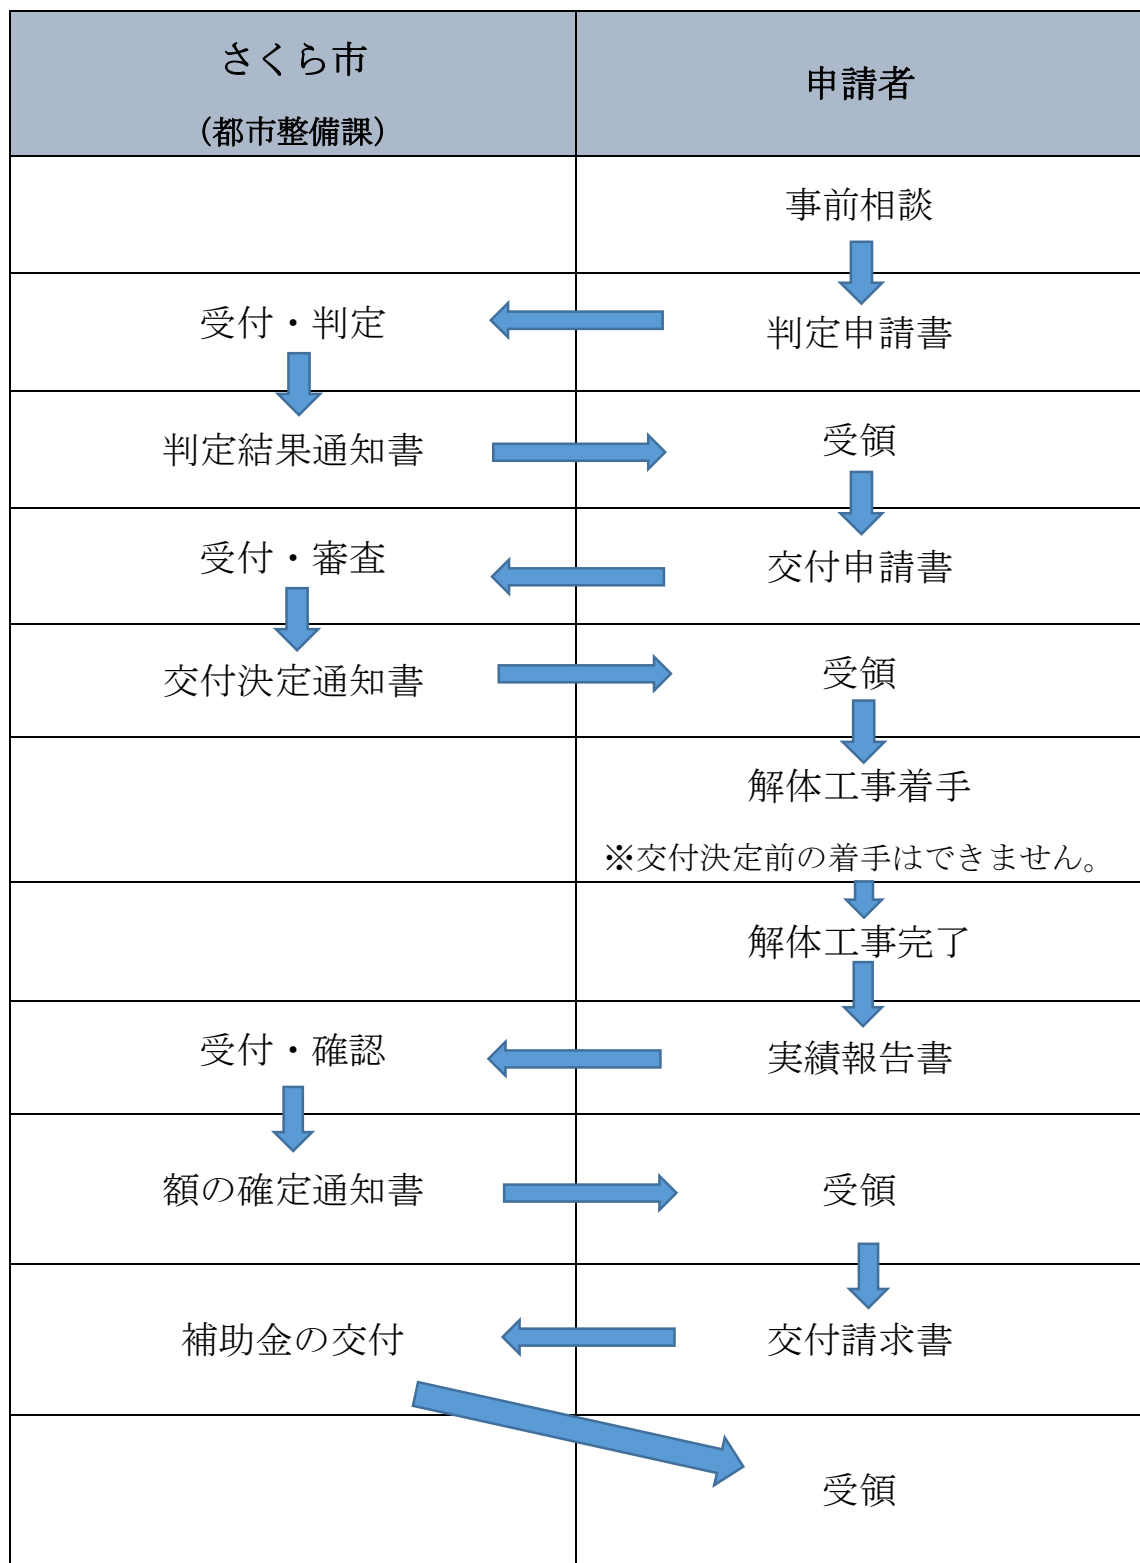 さくら市
（都市整備課）
申請者
事前相談
受付・判定
判定申請書
判定結果通知書
受領
受付・審査
交付申請書
交付決定通知書
受領
解体工事着手
※交付決定前の着手はできません。
解体工事完了
受付・確認
実績報告書
額の確定通知書
受領
補助金の交付
交付請求書
受領